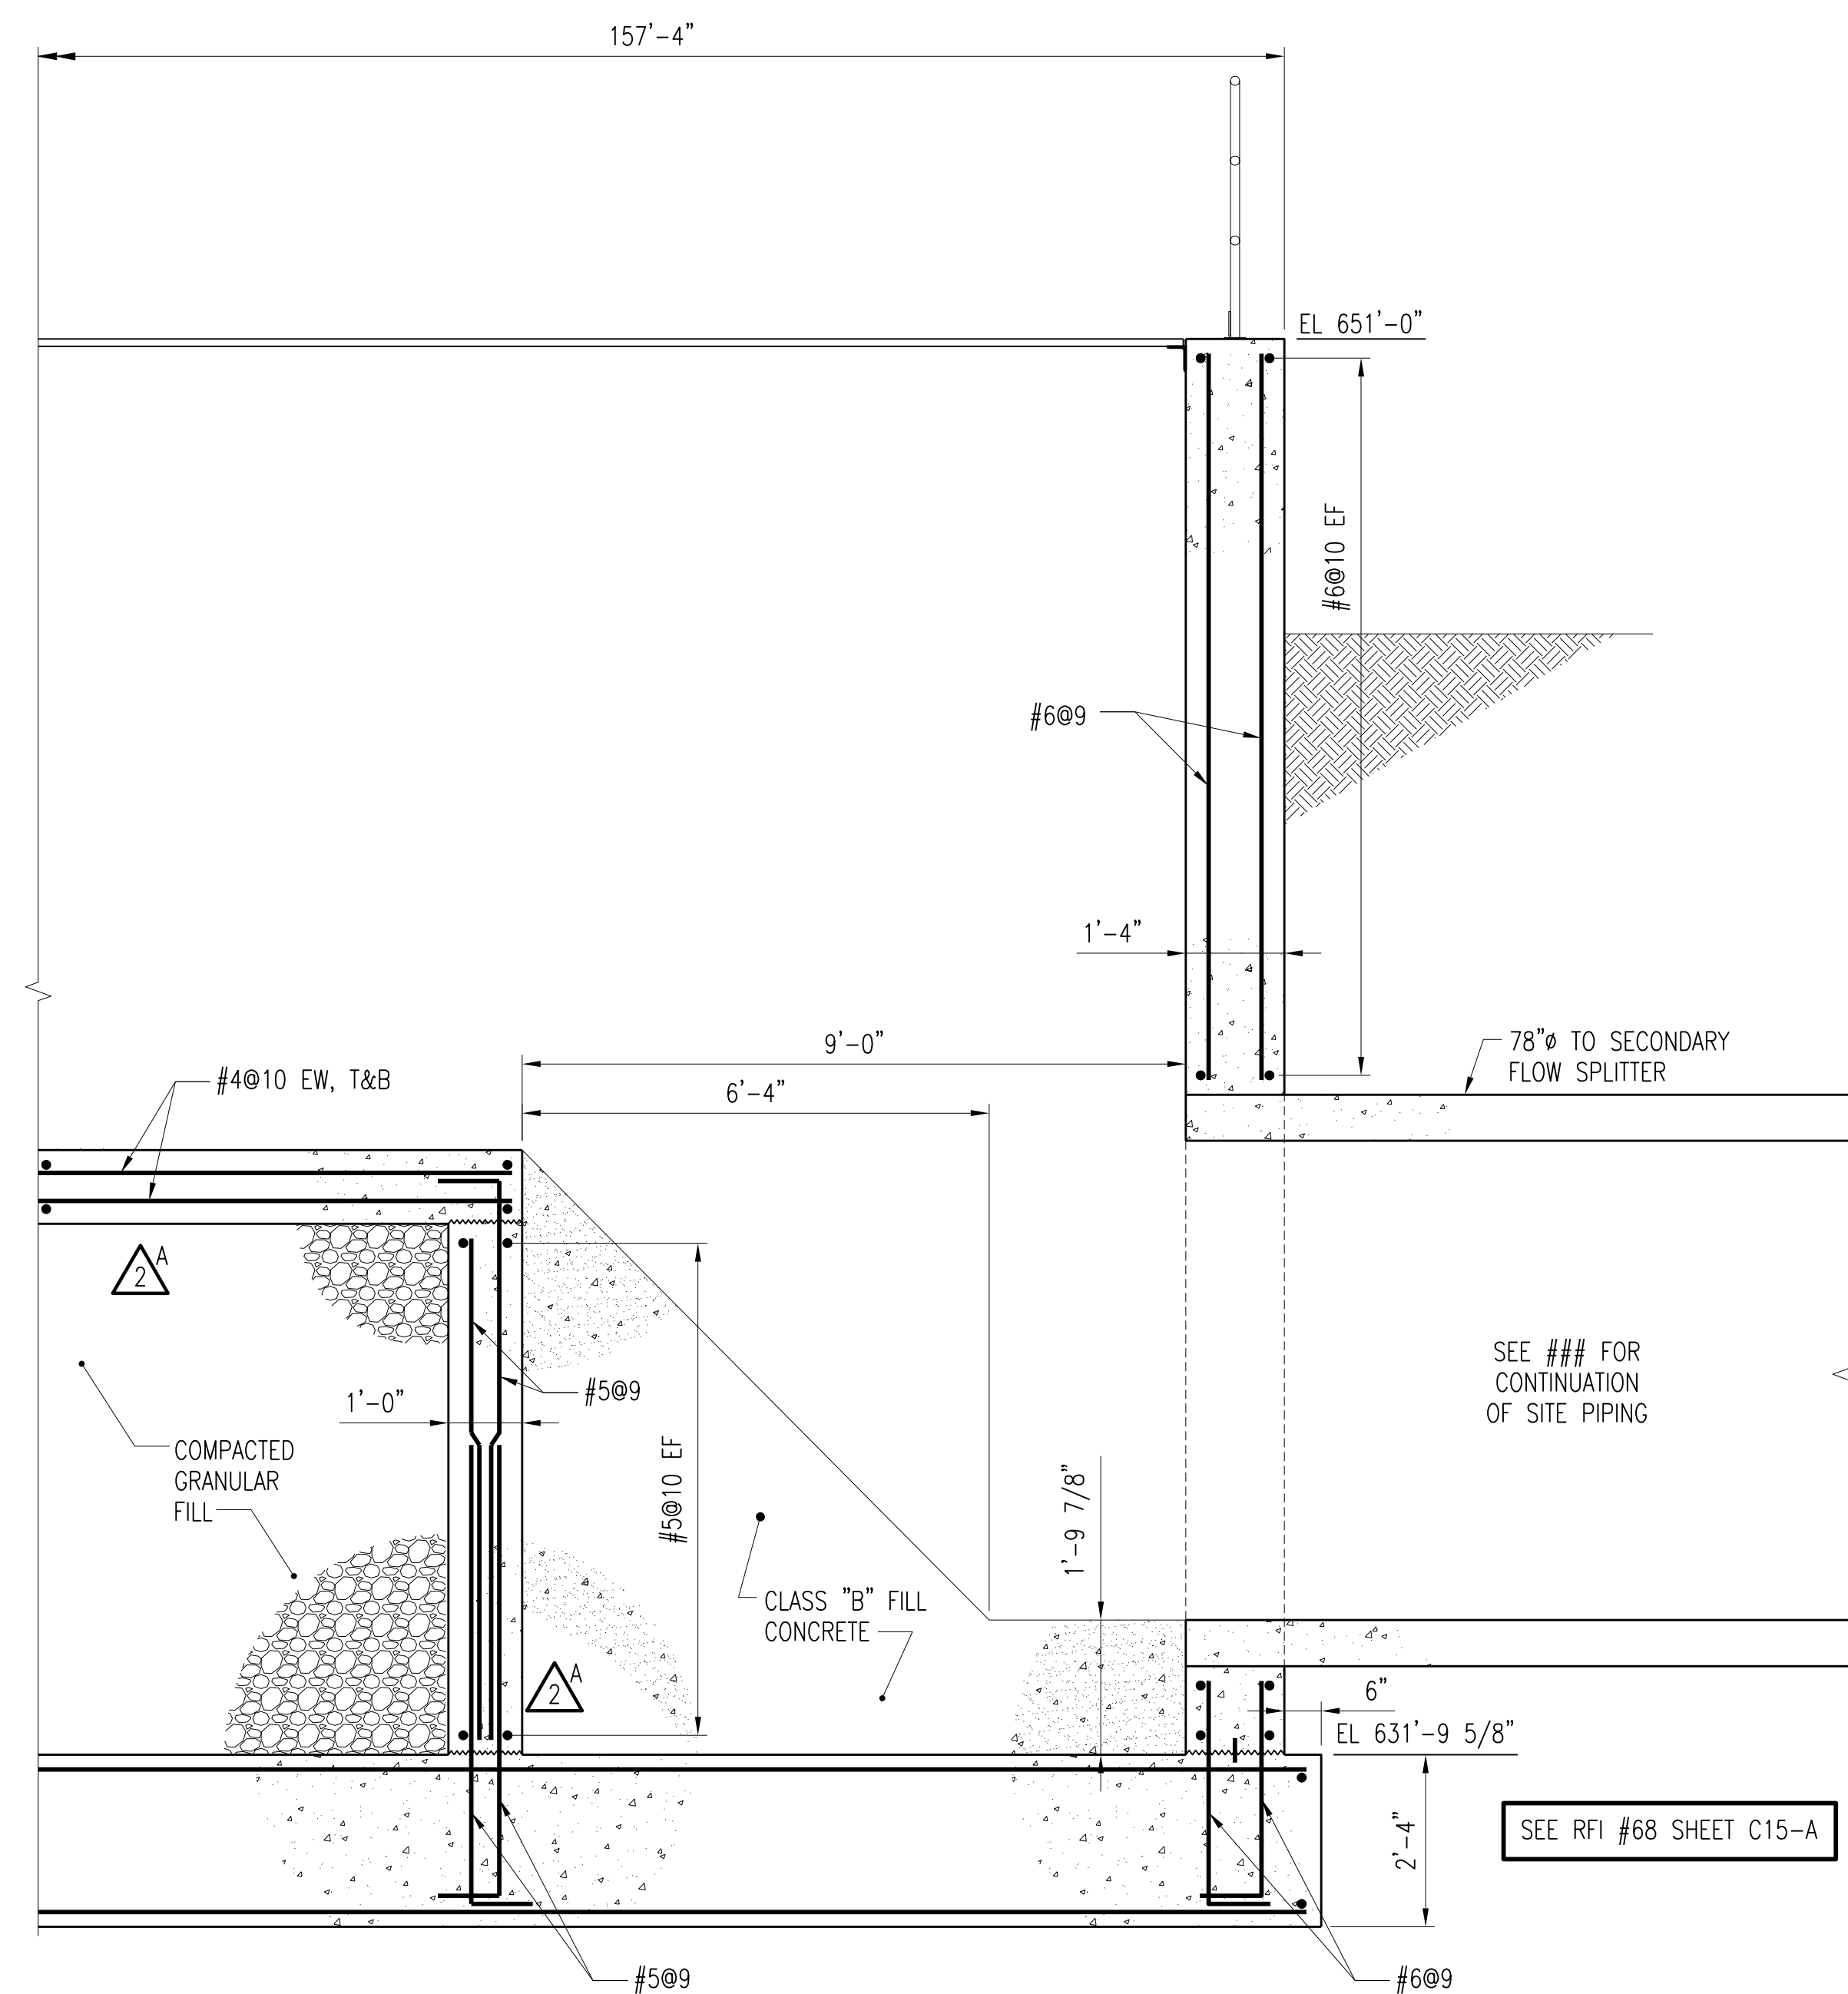 157'-4"
EL 651'-0"
#6@10 EF
#6@9
1'-4"
9'-0"
6'-4"
78"ø TO SECONDARY
FLOW SPLITTER
#4@10 EW, T&B
2 A
#5@9
1'-0"
SEE ### FOR
CONTINUATION
OF SITE PIPING
COMPACTED
GRANULAR
FILL
#5@10 EF
1'-9 7/8"
CLASS "B" FILL
CONCRETE
2 A
6"
EL 631'-9 5/8"
2'-4"
SEE RFI #68 SHEET C15-A
#5@9
#6@9